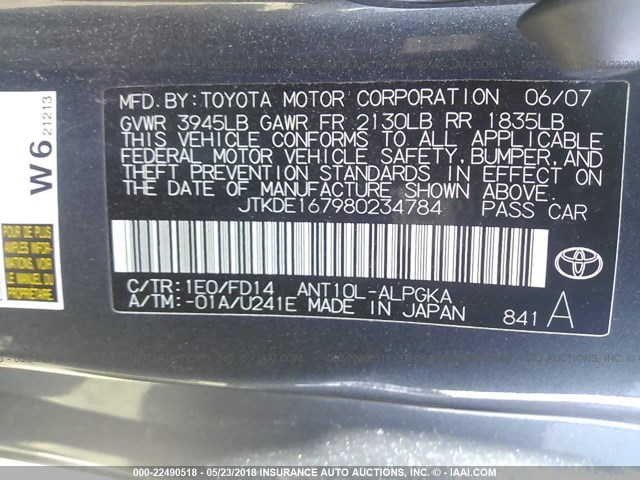 MFD.BY:TOYOTA MOTOR CORPORATION 06/07
GVWR 3945LB GAWR FR 2130LB RR 1835LB
THIS VEHICLE CONFORMS TO ALL APPLICABLE
FEDERAL MOTOR VEHICLE SAFETY,BUMPER,AND
THEFT PREVENTION STANDARDS IN EFFECT ON
THE DATE OF MANUFACTURE SHOWN ABOVE.
JTKDE167980234784 PASS CAR
C/TR:1E0/FD14 ANT10L-ALPGKA
A/TM:-01A/U241E MADE IN JAPAN
841 A
W6 21213
POUR DE PLUS
000-22490518 - 05/23/2018 INSURANCE AUTO AUCTIONS INC. © - IAAI.COM